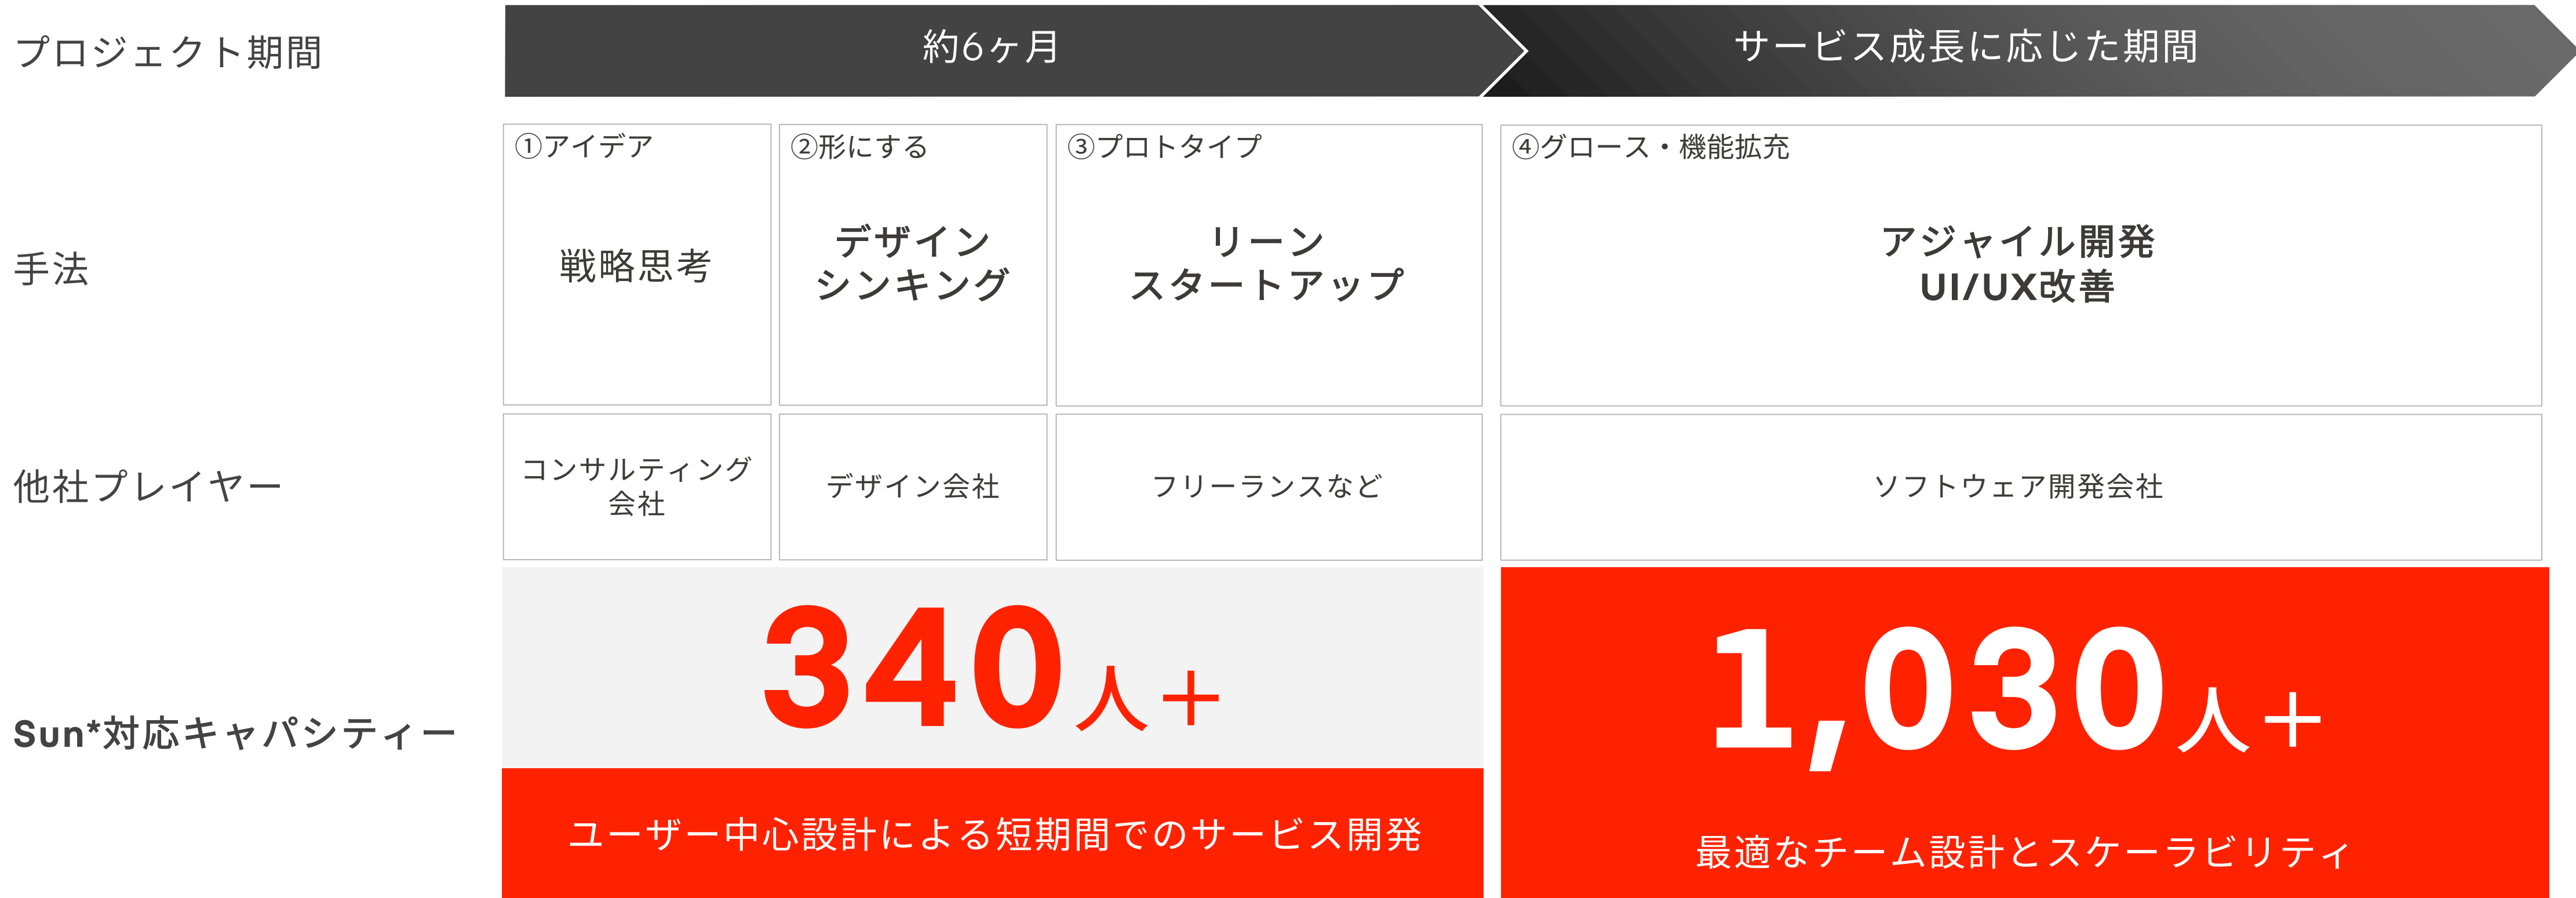 プロジェクト期間
約6ヶ月
サービス成長に応じた期間
手法
①アイデア
戦略思考
②形にする
デザイン
シンキング
③プロトタイプ
リーン
スタートアップ
④グロース・機能拡充
アジャイル開発
UI/UX改善
他社プレイヤー
コンサルティング
会社
デザイン会社
フリーランスなど
ソフトウェア開発会社
Sun*対応キャパシティー
340人＋
ユーザー中心設計による短期間でのサービス開発
1,030人＋
最適なチーム設計とスケーラビリティ